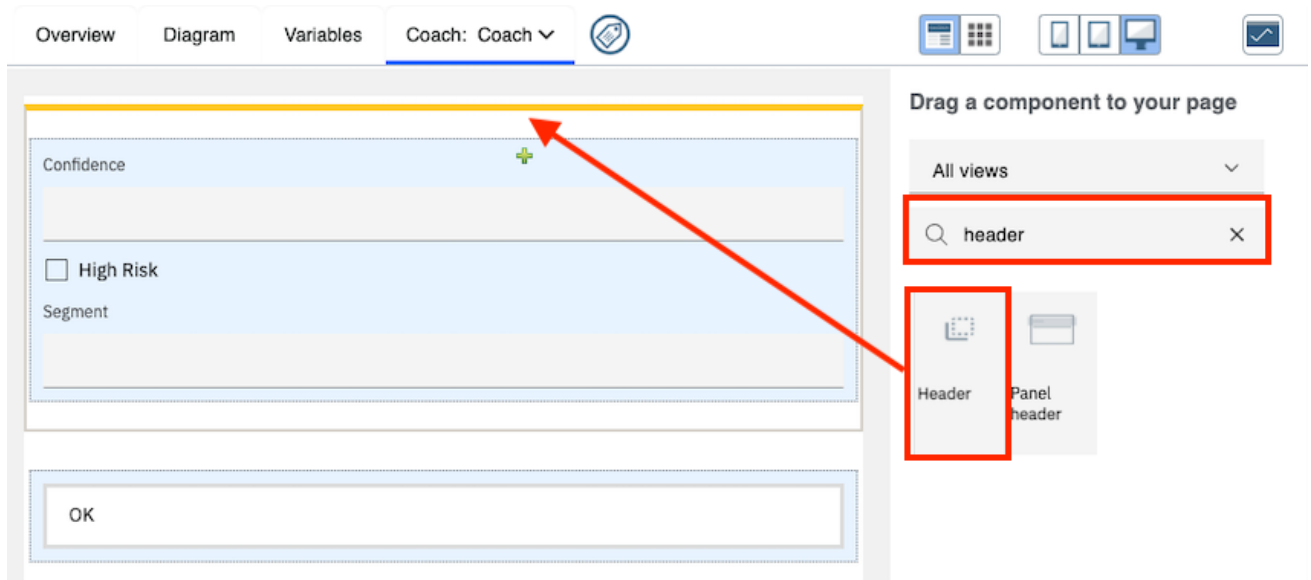 Overview Diagram Variables Coach: Coach
Drag a component to your page
All views
header
Header
Panel
header
Confidence
High Risk
Segment
OK